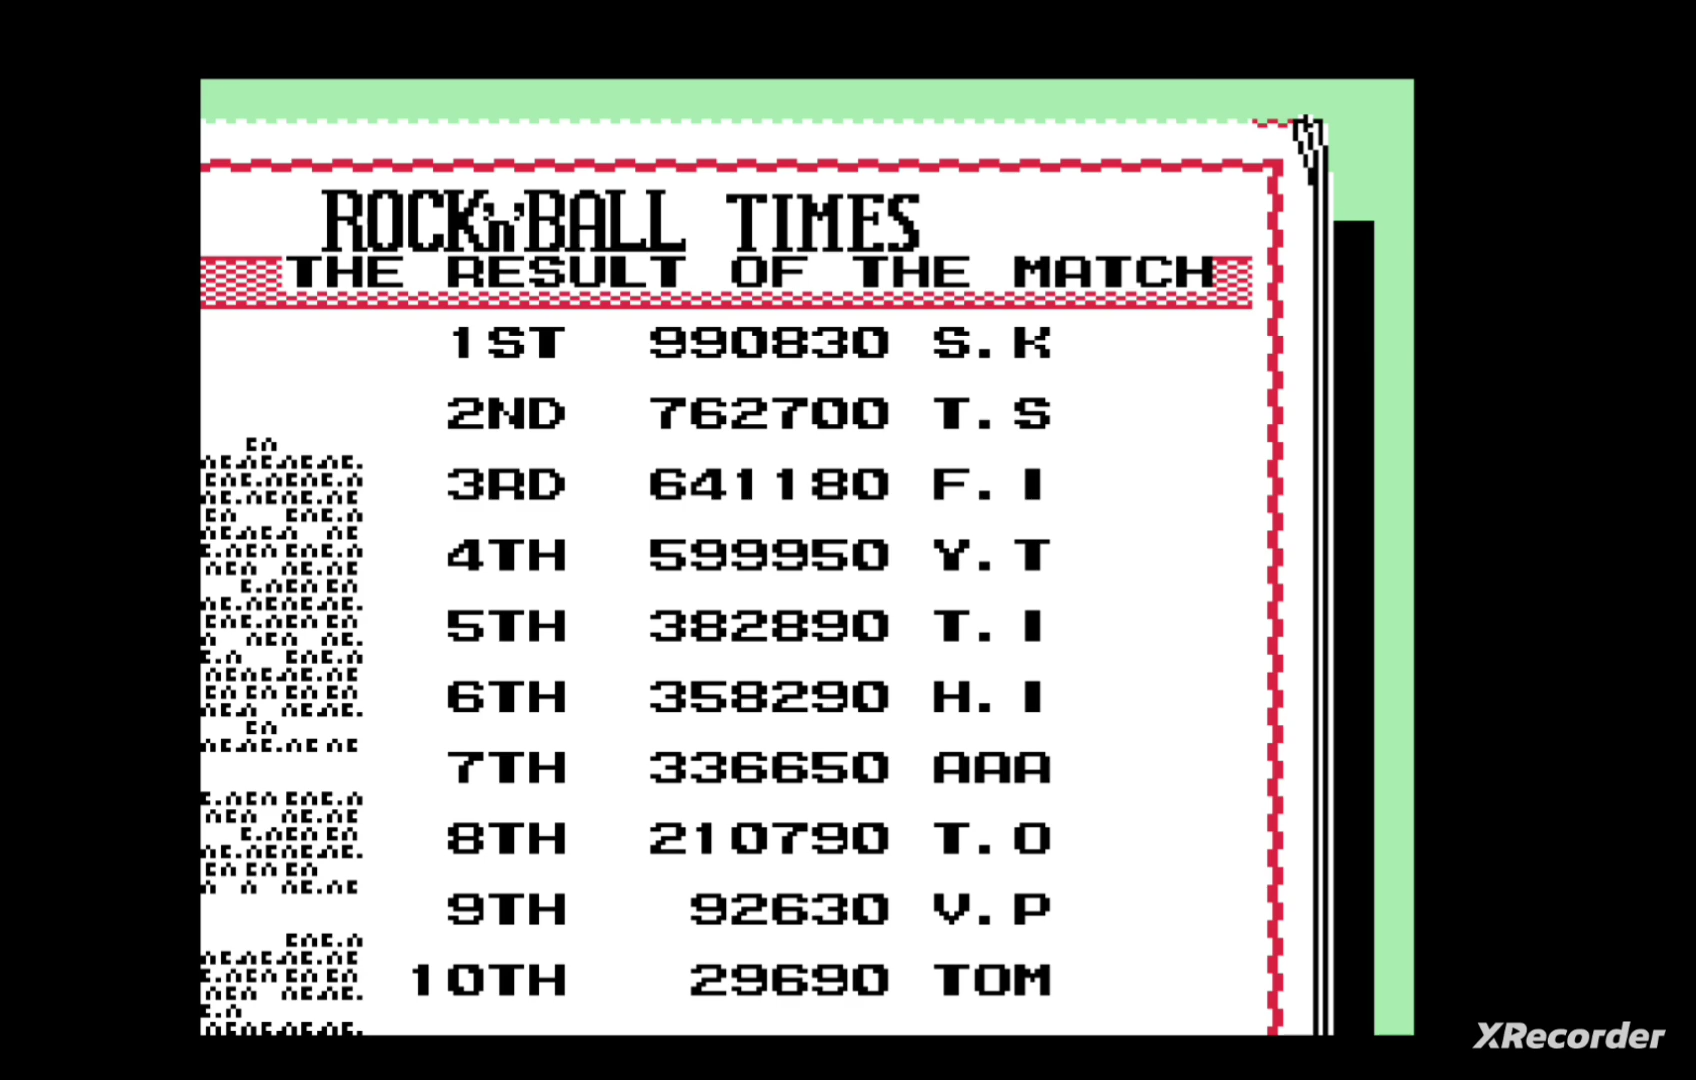 ROCK'n'BALL TIMES
THE RESULT OF THE MATCH
1ST 990830 S.K
2ND 762700 T.S
3RD 641180 F.I
4TH 599950 Y.T
5TH 382890 T.I
6TH 358290 H.I
7TH 336650 AAA
8TH 210790 T.O
9TH 92630 V.P
10TH 29690 TOM
XRecorder